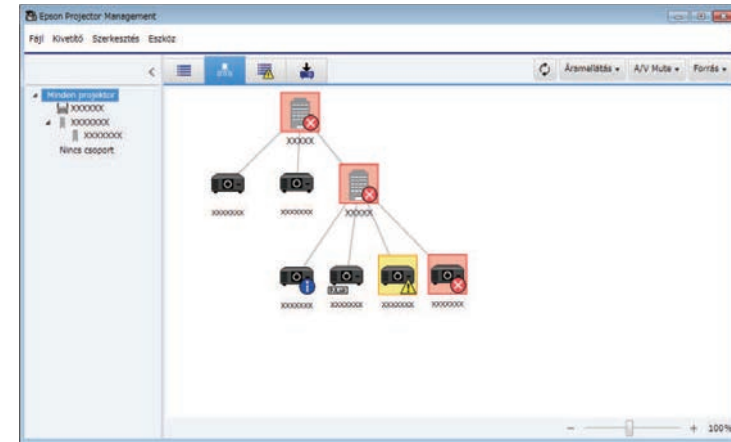 Epson Projector Management
Fájl Kivetítő Szerkesztés Eszköz
Áramellátás A/V Mute Forrás
Minden projektor
XXXXXX
XXXXXXX
XXXXXXX
Nincs csoport
XXXXX
XXXXXXX XXXXXXX XXXXX
XXXXXXX XXXXXXX XXXXXXX XXXXXXX
- + 100%